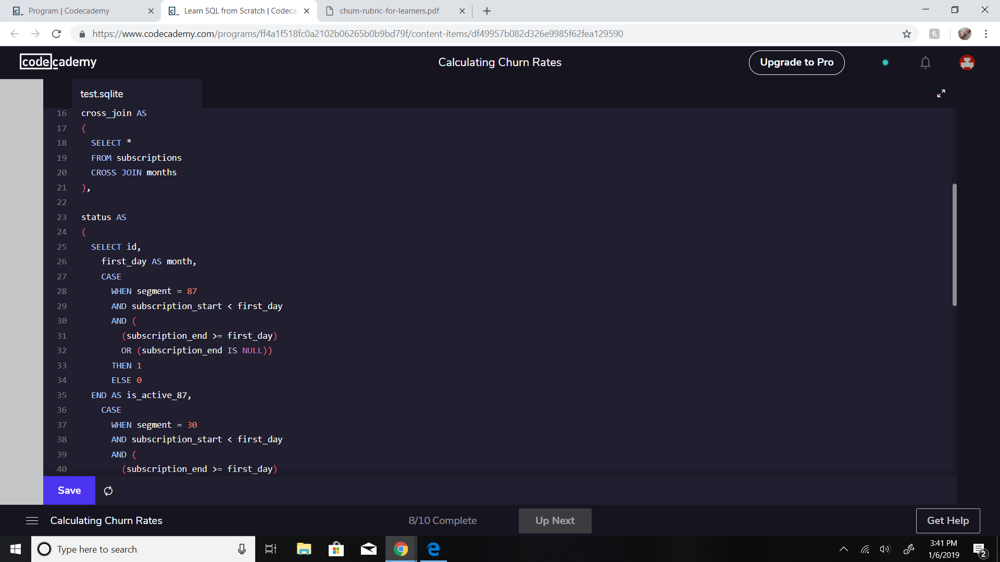 Program | Codecademy
Learn SQL from Scratch | Codeca
churn-rubric-for-learners.pdf
https://www.codecademy.com/programs/ff4a1f518fc0a2102b06265b0b9bd79f/content-items/df49957b082d326e9985f62fea129590
codecademy
Calculating Churn Rates
Upgrade to Pro
test.sqlite
16 cross_join AS
17 (
18 SELECT *
19 FROM subscriptions
20 CROSS JOIN months
21 ),
22
23 status AS
24 (
25 SELECT id,
26 first_day AS month,
27 CASE
28 WHEN segment = 87
29 AND subscription_start < first_day
30 AND (
31 (subscription_end >= first_day)
32 OR (subscription_end IS NULL))
33 THEN 1
34 ELSE 0
35 END AS is_active_87,
36 CASE
37 WHEN segment = 30
38 AND subscription_start < first_day
39 AND (
40 (subscription_end >= first_day)
Save
Calculating Churn Rates
8/10 Complete
Up Next
Get Help
Type here to search
3:41 PM
1/6/2019
2